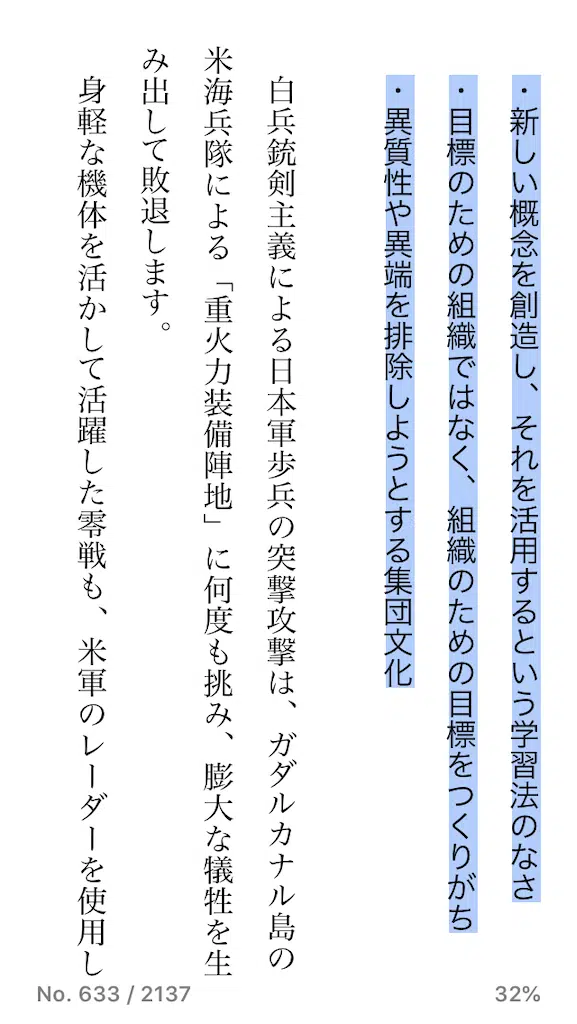 ・新しい概念を創造し、それを活用するという学習法のなさ
・目標のための組織ではなく、組織のための目標をつくりがち
・異質性や異端を排除しようとする集団文化
白兵銃剣主義による日本軍歩兵の突撃攻撃は、ガダルカナル島の
米海兵隊による「重火力装備陣地」に何度も挑み、膨大な犠牲を生
み出して敗退します。
身軽な機体を活かして活躍した零戦も、米軍のレーダーを使用し
No. 633 / 2137
32%